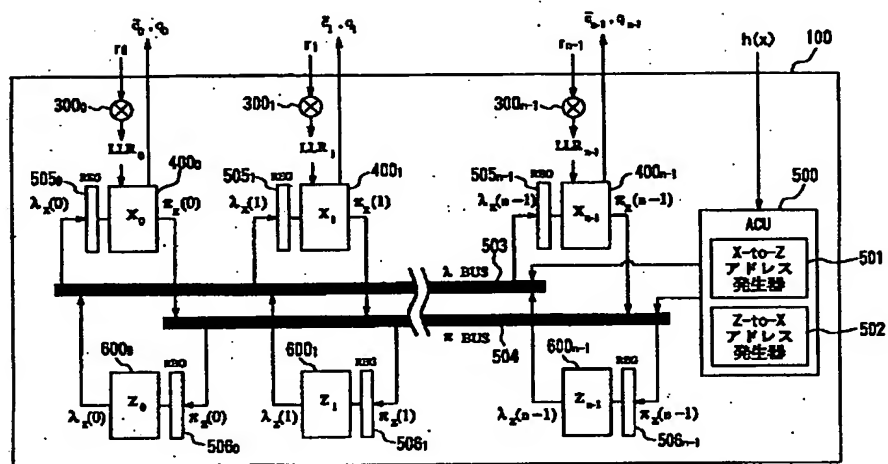 q̃₀, q₀
q̃₁, q₁
q̃ₙ₋₁, qₙ₋₁
r₀
r₁
rₙ₋₁
h(x)
100
300₀
300₁
300ₙ₋₁
LLR₀
LLR₁
LLRₙ₋₁
505₀
REG
400₀
505₁
REG
400₁
505ₙ₋₁
REG
400ₙ₋₁
500
λₓ(0)
X₀
πₓ(0)
λₓ(1)
X₁
πₓ(1)
λₓ(n-1)
Xₙ₋₁
πₓ(n-1)
ACU
X-to-Z
アドレス
発生器
501
503
λ BUS
Z-to-X
アドレス
発生器
502
π BUS
504
600₀
REG
600₁
REG
600ₙ₋₁
REG
λz(0)
Z₀
πz(0)
λz(1)
Z₁
πz(1)
λz(n-1)
Zₙ₋₁
πz(n-1)
506₀
506₁
506ₙ₋₁